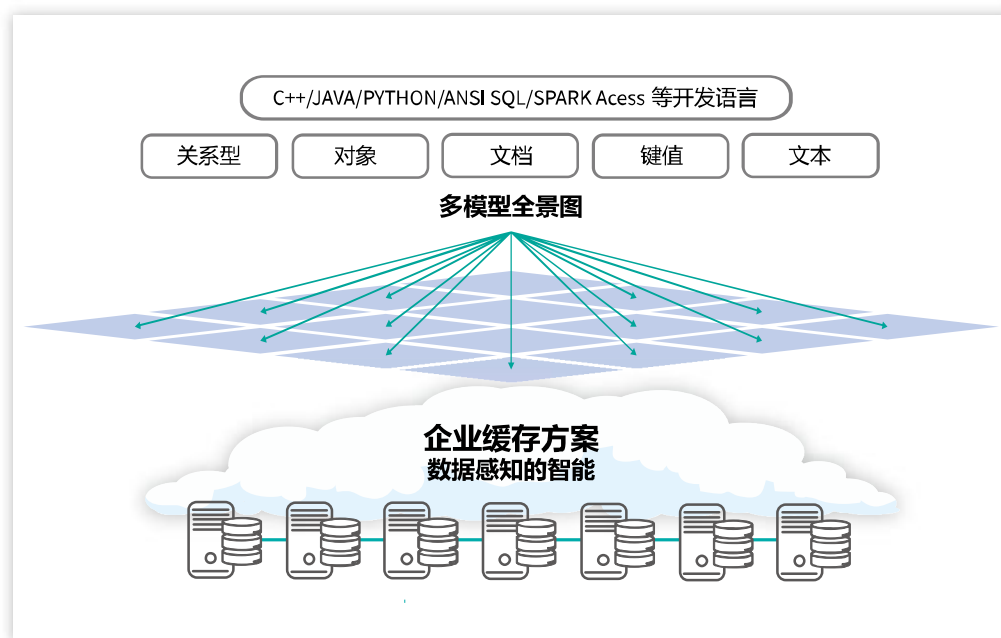 C++/JAVA/PYTHON/ANSI SQL/SPARK Acess 等开发语言
关系型
对象
文档
键值
文本
多模型全景图
企业缓存方案
数据感知的智能